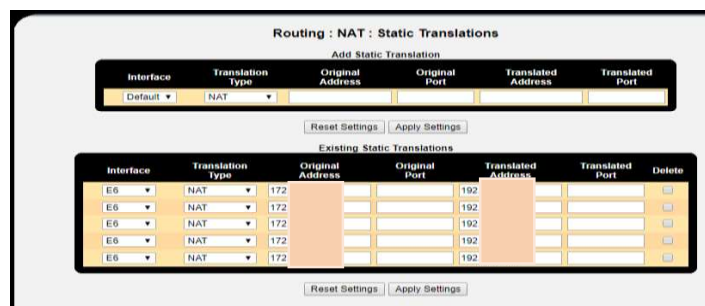 Routing : NAT : Static Translations
Add Static Translation
Interface Translation Type Original Address Original Port Translated Address Translated Port
Default NAT
Reset Settings Apply Settings
Existing Static Translations
Interface Translation Type Original Address Original Port Translated Address Translated Port Delete
E6 NAT 172 192
E6 NAT 172 192
E6 NAT 172 192
E6 NAT 172 192
E6 NAT 172 192
Reset Settings Apply Settings